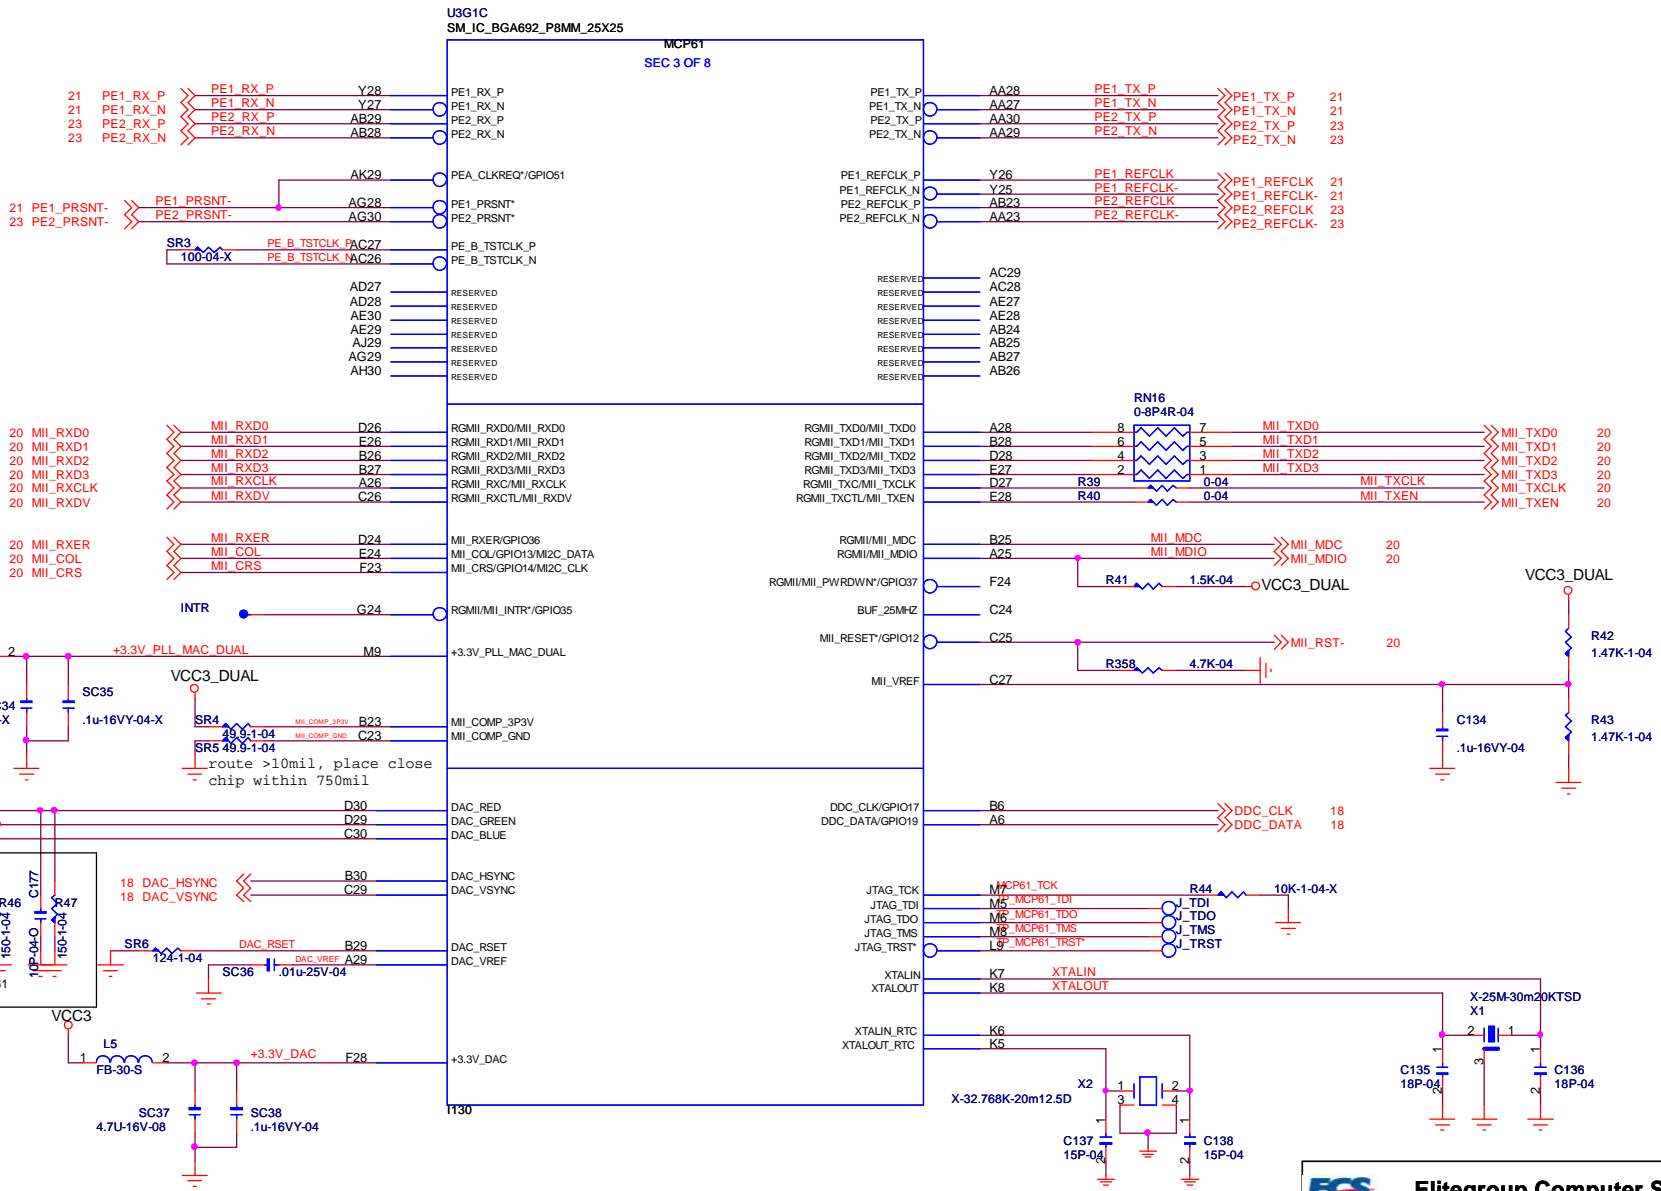 U3G1C
SM_IC_BGA692_P8MM_25X25
MCP61
SEC 3 OF 8
21 PE1_RX_P PE1_RX_P Y28 PE1_RX_P PE1_TX_P AA28 PE1_TX_P PE1_TX_P 21
21 PE1_RX_N PE1_RX_N Y27 PE1_RX_N PE1_TX_N AA27 PE1_TX_N PE1_TX_N 21
23 PE2_RX_P PE2_RX_P AB29 PE2_RX_P PE2_TX_P AA30 PE2_TX_P PE2_TX_P 23
23 PE2_RX_N PE2_RX_N AB28 PE2_RX_N PE2_TX_N AA29 PE2_TX_N PE2_TX_N 23
AK29 PEA_CLKREQ*/GPIO51 PE1_REFCLK_P Y26 PE1_REFCLK PE1_REFCLK 21
PE1_REFCLK_N Y25 PE1_REFCLK- PE1_REFCLK- 21
21 PE1_PRSNT- PE1_PRSNT- AG28 PE1_PRSNT* PE2_REFCLK_P AB23 PE2_REFCLK PE2_REFCLK 23
23 PE2_PRSNT- PE2_PRSNT- AG30 PE2_PRSNT* PE2_REFCLK_N AA23 PE2_REFCLK- PE2_REFCLK- 23
SR3 PE_B_TSTCLK_P AC27 PE_B_TSTCLK_P
100-04-X PE_B_TSTCLK_N AC26 PE_B_TSTCLK_N
RESERVED AC29
AD27 RESERVED RESERVED AC28
AD28 RESERVED RESERVED AE27
AE30 RESERVED RESERVED AE28
AE29 RESERVED RESERVED AB24
AJ29 RESERVED RESERVED AB25
AG29 RESERVED RESERVED AB27
AH30 RESERVED RESERVED AB26
RN16
0-8P4R-04
20 MII_RXD0 MII_RXD0 D26 RGMII_RXD0/MII_RXD0 RGMII_TXD0/MII_TXD0 A28 8 7 MII_TXD0 MII_TXD0 20
20 MII_RXD1 MII_RXD1 E26 RGMII_RXD1/MII_RXD1 RGMII_TXD1/MII_TXD1 B28 6 5 MII_TXD1 MII_TXD1 20
20 MII_RXD2 MII_RXD2 B26 RGMII_RXD2/MII_RXD2 RGMII_TXD2/MII_TXD2 D28 4 3 MII_TXD2 MII_TXD2 20
20 MII_RXD3 MII_RXD3 B27 RGMII_RXD3/MII_RXD3 RGMII_TXD3/MII_TXD3 E27 2 1 MII_TXD3 MII_TXD3 20
20 MII_RXCLK MII_RXCLK A26 RGMII_RXC/MII_RXCLK RGMII_TXC/MII_TXCLK D27 R39 0-04 MII_TXCLK MII_TXCLK 20
20 MII_RXDV MII_RXDV C26 RGMII_RXCTL/MII_RXDV RGMII_TXCTL/MII_TXEN E28 R40 0-04 MII_TXEN MII_TXEN 20
20 MII_RXER MII_RXER D24 MII_RXER/GPIO36 RGMII/MII_MDC B25 MII_MDC MII_MDC 20
20 MII_COL MII_COL E24 MII_COL/GPIO13/MI2C_DATA RGMII/MII_MDIO A25 MII_MDIO MII_MDIO 20
20 MII_CRS MII_CRS F23 MII_CRS/GPIO14/MI2C_CLK
RGMII/MII_PWRDWN*/GPIO37 F24 R41 1.5K-04 VCC3_DUAL VCC3_DUAL
INTR G24 RGMII/MII_INTR*/GPIO35 BUF_25MHZ C24
MII_RESET*/GPIO12 C25 MII_RST- 20 R42
1.47K-1-04
2 +3.3V_PLL_MAC_DUAL M9 +3.3V_PLL_MAC_DUAL
R358 4.7K-04
VCC3_DUAL MII_VREF C27
34 SC35
-X .1u-16VY-04-X
SR4 MII_COMP_3P3V B23 MII_COMP_3P3V C134 R43
49.9-1-04 MII_COMP_GND C23 MII_COMP_GND .1u-16VY-04 1.47K-1-04
SR5 49.9-1-04
route >10mil, place close
chip within 750mil
D30 DAC_RED DDC_CLK/GPIO17 B6 DDC_CLK 18
D29 DAC_GREEN DDC_DATA/GPIO19 A6 DDC_DATA 18
C30 DAC_BLUE
18 DAC_HSYNC B30 DAC_HSYNC
18 DAC_VSYNC C29 DAC_VSYNC
JTAG_TCK M7 MCP61_TCK R44 10K-1-04-X
JTAG_TDI M5 TP_MCP61_TDI J_TDI
JTAG_TDO M6 TP_MCP61_TDO J_TDO
JTAG_TMS M8 TP_MCP61_TMS J_TMS
JTAG_TRST* L9 TP_MCP61_TRST* J_TRST
R46 C177 R47
150-1-04 10P-04-O 150-1-04
SR6 DAC_RSET B29 DAC_RSET
124-1-04
SC36 .01u-25V-04 DAC_VREF A29 DAC_VREF
XTALIN K7 XTALIN
XTALOUT K8 XTALOUT
1
X-25M-30m20KTSD
X1
2 1
3
VCC3
XTALIN_RTC K6
XTALOUT_RTC K5
L5
1 2 +3.3V_DAC F28 +3.3V_DAC
FB-30-S
C135 1
18P-04 2
C136 1
18P-04 2
X2
X-32.768K-20m12.5D
1 2
3 4
SC37 SC38
4.7U-16V-08 .1u-16VY-04
I130
C137 1
15P-04 2
C138 1
15P-04 2
ECS Elitegroup Computer S